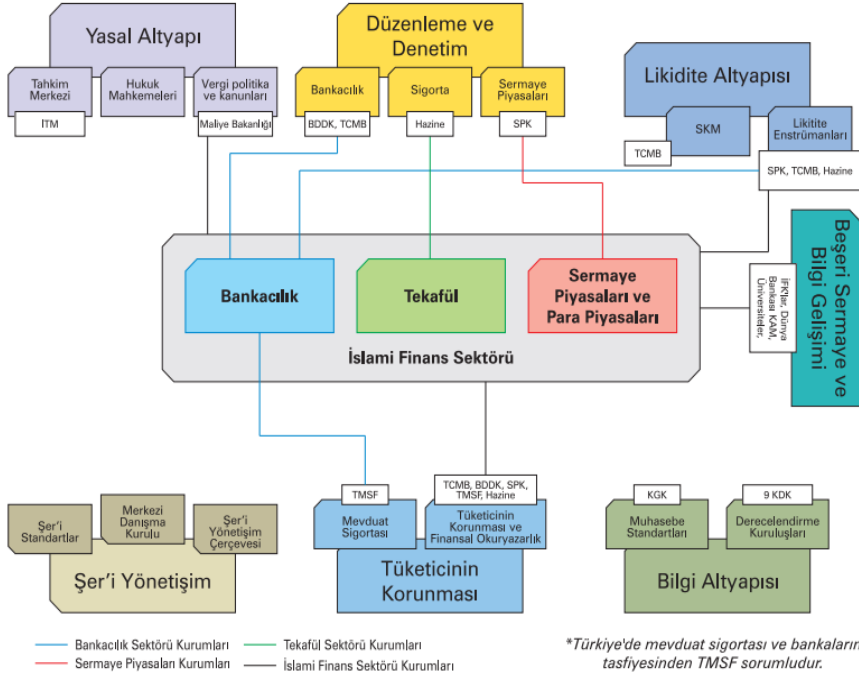 Yasal Altyapı
Tahkim
Merkezi
Hukuk
Mahkemeleri
Vergi politika
ve kanunları
İTM
Maliye Bakanlığı
Düzenleme ve
Denetim
Bankacılık
Sigorta
Sermaye
Piyasaları
BDDK, TCMB
Hazine
SPK
Likidite Altyapısı
SKM
Likitite
Enstrümanları
TCMB
SPK, TCMB, Hazine
Beşeri Sermaye ve
Bilgi Gelişimi
İFK'lar, Dünya
Bankası KAM,
Üniversiteler,
Bankacılık
Tekafül
Sermaye
Piyasaları ve
Para Piyasaları
İslami Finans Sektörü
Şer'i
Standartlar
Merkezi
Danışma
Kurulu
Şer'i
Yönetişim
Çerçevesi
Şer'i Yönetişim
TMSF
TCMB, BDDK, SPK,
TMSF, Hazine
Mevduat
Sigortası
Tüketicinin
Korunması ve
Finansal Okuryazarlık
Tüketicinin
Korunması
KGK
9 KDK
Muhasebe
Standartları
Derecelendirme
Kuruluşları
Bilgi Altyapısı
Bankacılık Sektörü Kurumları
Tekafül Sektörü Kurumları
Sermaye Piyasaları Kurumları
İslami Finans Sektörü Kurumları
*Türkiye'de mevduat sigortası ve bankaların
tasfiyesinden TMSF sorumludur.